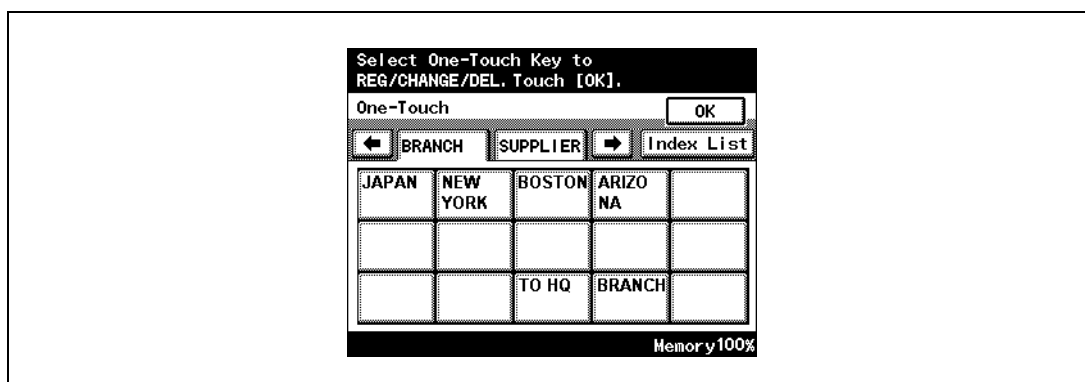 Select One-Touch Key to
REG/CHANGE/DEL. Touch [OK].
One-Touch
OK
BRANCH
SUPPLIER
Index List
JAPAN
NEW
YORK
BOSTON
ARIZO
NA
TO HQ
BRANCH
Memory100%